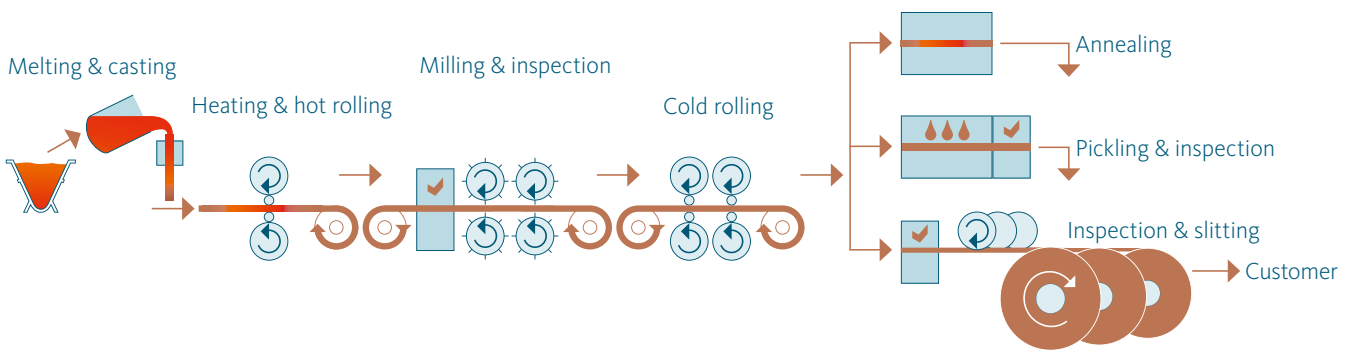 Melting & casting
Heating & hot rolling
Milling & inspection
Cold rolling
Annealing
Pickling & inspection
Inspection & slitting
Customer